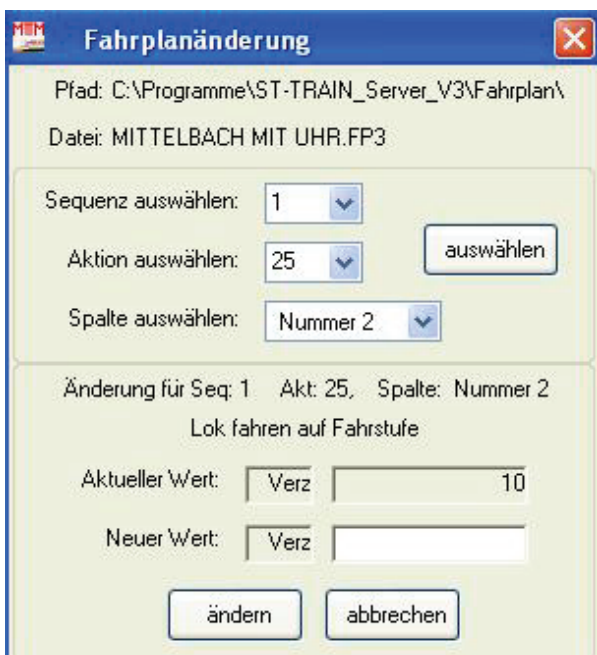 MTM
Fahrplanänderung
Pfad: C:\Programme\ST-TRAIN_Server_V3\Fahrplan\
Datei: MITTELBACH MIT UHR.FP3
Sequenz auswählen: 1
Aktion auswählen: 25
auswählen
Spalte auswählen: Nummer 2
Änderung für Seq: 1 Akt: 25, Spalte: Nummer 2
Lok fahren auf Fahrstufe
Aktueller Wert: Verz 10
Neuer Wert: Verz
ändern abbrechen